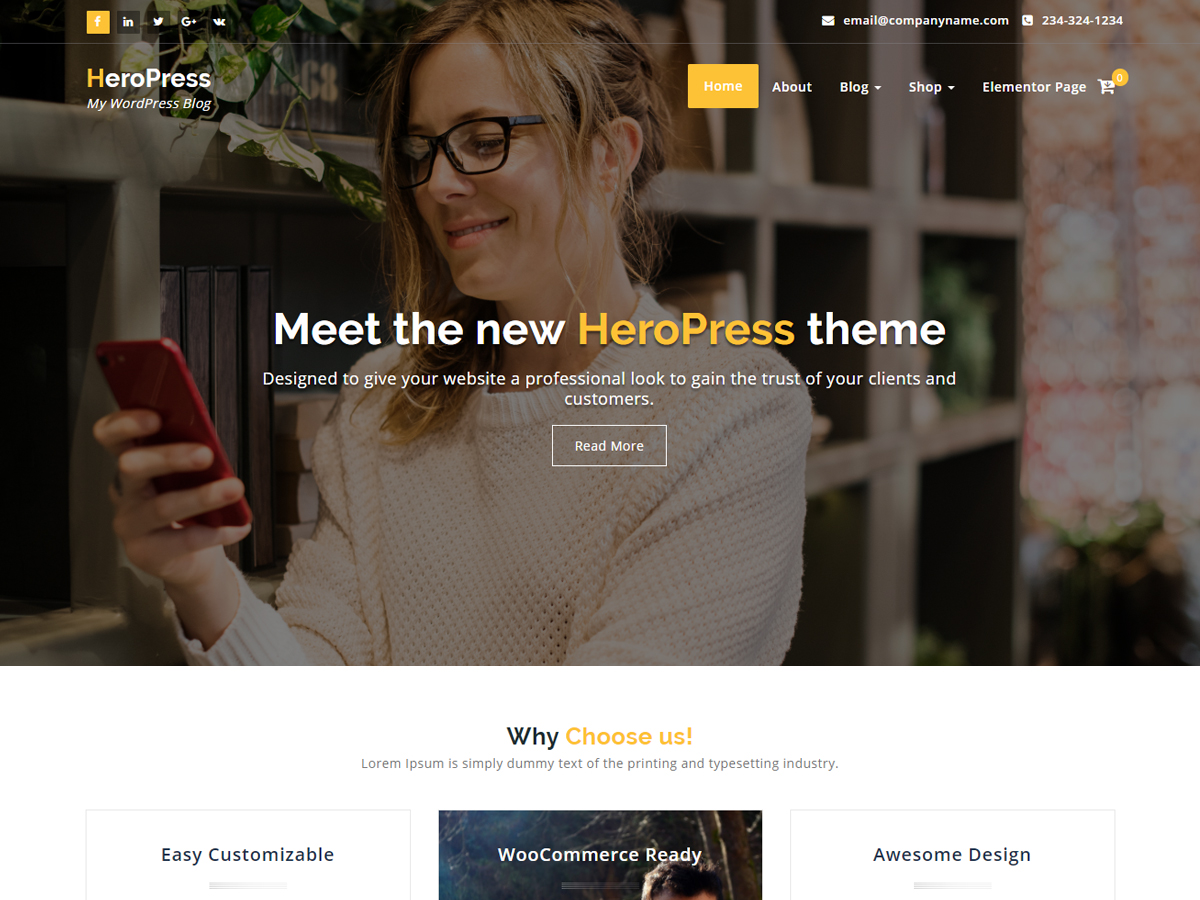 email@companyname.com 234-324-1234
HeroPress
My WordPress Blog
Home About Blog Shop Elementor Page 0
Meet the new HeroPress theme
Designed to give your website a professional look to gain the trust of your clients and
customers.
Read More
Why Choose us!
Lorem Ipsum is simply dummy text of the printing and typesetting industry.
Easy Customizable WooCommerce Ready Awesome Design